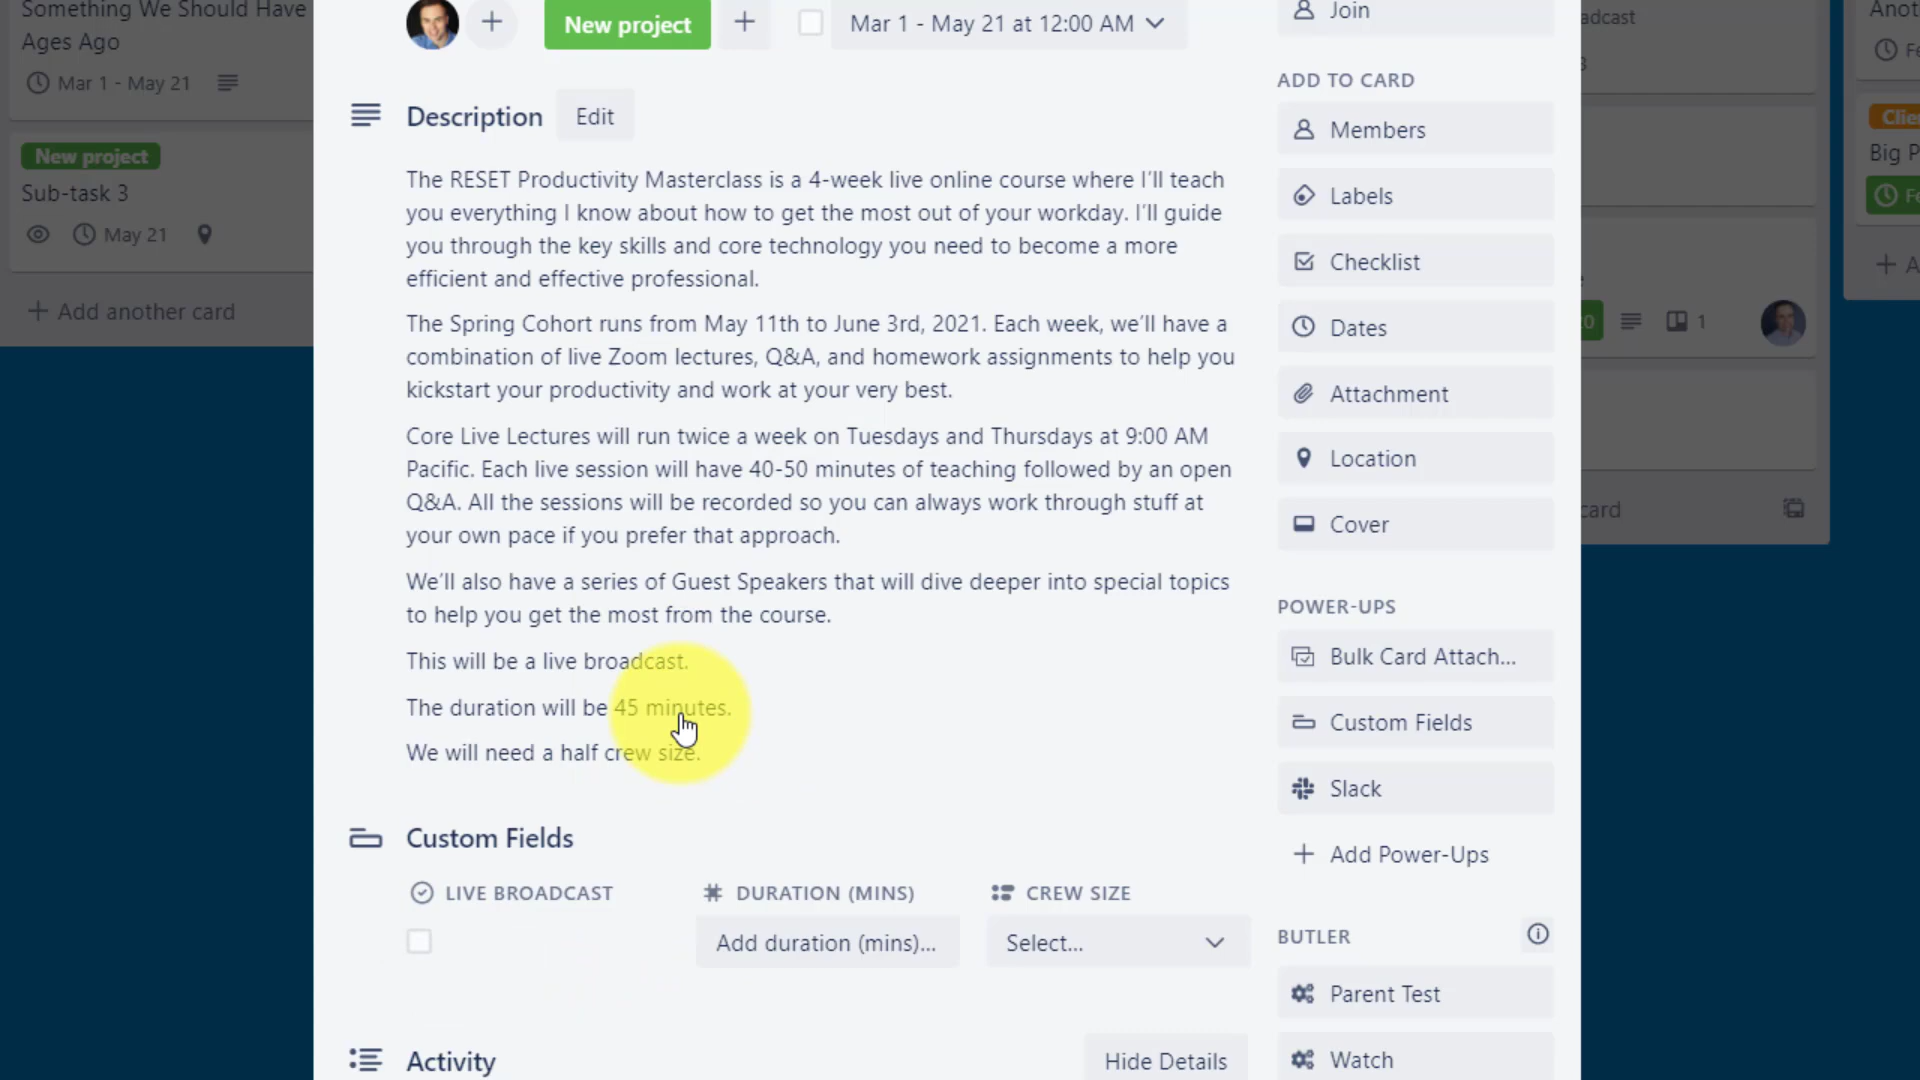 Something We Should Have
Ages Ago
Mar 1 - May 21
New project
Sub-task 3
May 21
Add another card
New project
Mar 1 - May 21 at 12:00 AM
Description
Edit
The RESET Productivity Masterclass is a 4-week live online course where I'll teach
you everything I know about how to get the most out of your workday. I'll guide
you through the key skills and core technology you need to become a more
efficient and effective professional.
The Spring Cohort runs from May 11th to June 3rd, 2021. Each week, we'll have a
combination of live Zoom lectures, Q&A, and homework assignments to help you
kickstart your productivity and work at your very best.
Core Live Lectures will run twice a week on Tuesdays and Thursdays at 9:00 AM
Pacific. Each live session will have 40-50 minutes of teaching followed by an open
Q&A. All the sessions will be recorded so you can always work through stuff at
your own pace if you prefer that approach.
We'll also have a series of Guest Speakers that will dive deeper into special topics
to help you get the most from the course.
This will be a live broadcast.
The duration will be 45 minutes.
We will need a half crew size.
Custom Fields
LIVE BROADCAST
DURATION (MINS)
CREW SIZE
Add duration (mins)...
Select...
Activity
Hide Details
Join
ADD TO CARD
Members
Labels
Checklist
Dates
Attachment
Location
Cover
POWER-UPS
Bulk Card Attach...
Custom Fields
Slack
Add Power-Ups
BUTLER
Parent Test
Watch
adcast
1
card
Big P